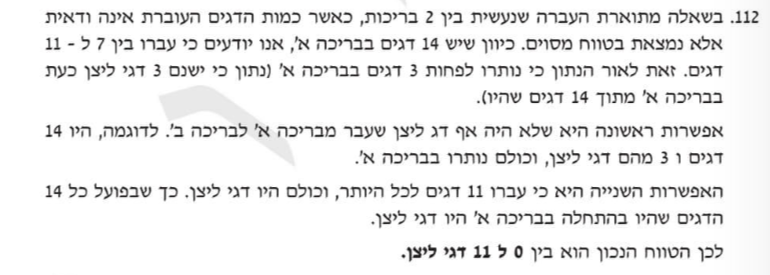 112. בשאלה מתוארת העברה שנעשית בין 2 בריכות, כאשר כמות הדגים העוברת אינה ודאית
אלא נמצאת בטווח מסוים. כיוון שיש 14 דגים בבריכה א', אנו יודעים כי עברו בין 7 ל - 11
דגים. זאת לאור הנתון כי נותרו לפחות 3 דגים בבריכה א' (נתון כי ישנם 3 דגי ליצן כעת
בבריכה א' מתוך 14 דגים שהיו).
אפשרות ראשונה היא שלא היה אף דג ליצן שעבר מבריכה א' לבריכה ב'. לדוגמה, היו 14
דגים ו 3 מהם דגי ליצן, וכולם נותרו בבריכה א'.
האפשרות השנייה היא כי עברו 11 דגים לכל היותר, וכולם היו דגי ליצן. כך שבפועל כל 14
הדגים שהיו בהתחלה בבריכה א' היו דגי ליצן.
לכן הטווח הנכון הוא בין 0 ל 11 דגי ליצן.